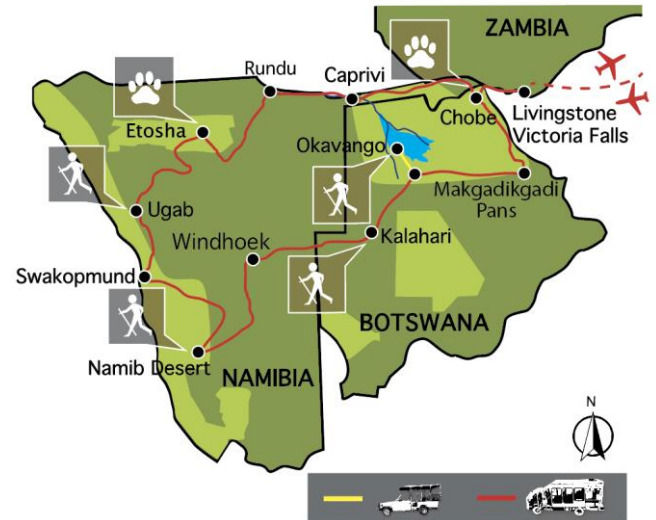 ZAMBIA
Rundu
Caprivi
Etosha
Chobe
Livingstone
Victoria Falls
Okavango
Makgadikgadi
Pans
Ugab
Windhoek
Kalahari
Swakopmund
BOTSWANA
Namib Desert
NAMIBIA
N